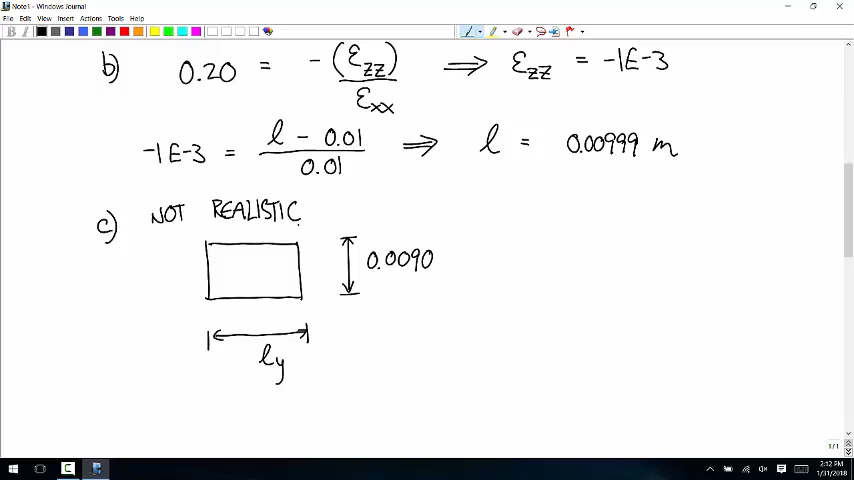 Note1 - Windows Journal
File Edit View Insert Actions Tools Help
b) 0.20 = - (εzz) / εxx ⟹ εzz = -1E-3
-1E-3 = l - 0.01 / 0.01 ⟹ l = 0.00999 m
c) NOT REALISTIC.
0.0090
ly
1/1
2:12 PM
1/31/2018